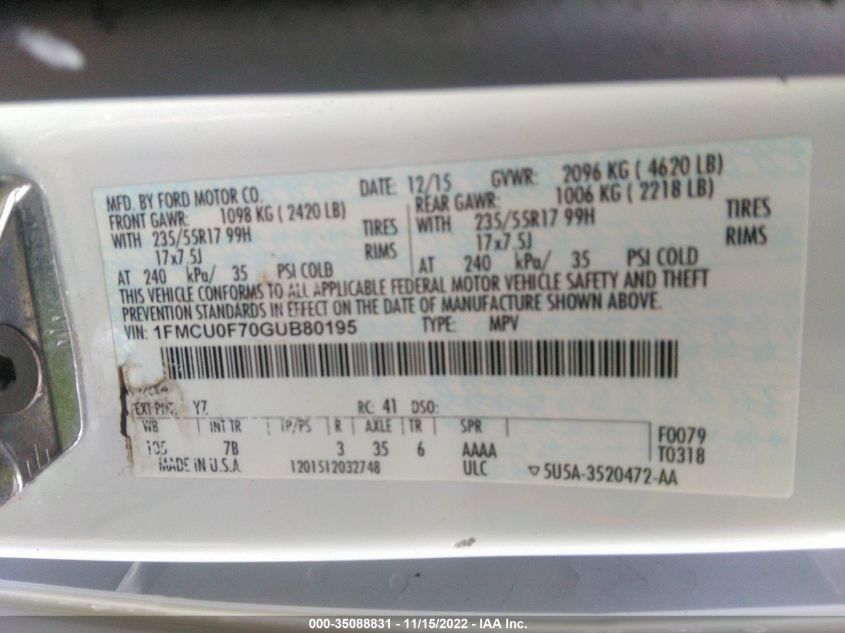 MFD. BY FORD MOTOR CO. DATE: 12/15 GVWR: 2096 KG ( 4620 LB)
FRONT GAWR: 1098 KG ( 2420 LB) REAR GAWR: 1006 KG ( 2218 LB)
WITH 235/55R17 99H TIRES WITH 235/55R17 99H TIRES
17x7.5J RIMS 17x7.5J RIMS
AT 240 kPa/ 35 PSI COLD AT 240 kPa/ 35 PSI COLD
THIS VEHICLE CONFORMS TO ALL APPLICABLE FEDERAL MOTOR VEHICLE SAFETY AND THEFT
PREVENTION STANDARDS IN EFFECT ON THE DATE OF MANUFACTURE SHOWN ABOVE.
VIN: 1FMCU0F70GUB80195 TYPE: MPV
EXT PNT: YZ RC: 41 DSO:
WB INT TR TP/PS R AXLE TR SPR
105 7B 3 35 6 AAAA
F0079
T0318
MADE IN U.S.A. 1201512032748 ULC ▽5U5A-3520472-AA
000-35088831 - 11/15/2022 - IAA Inc.